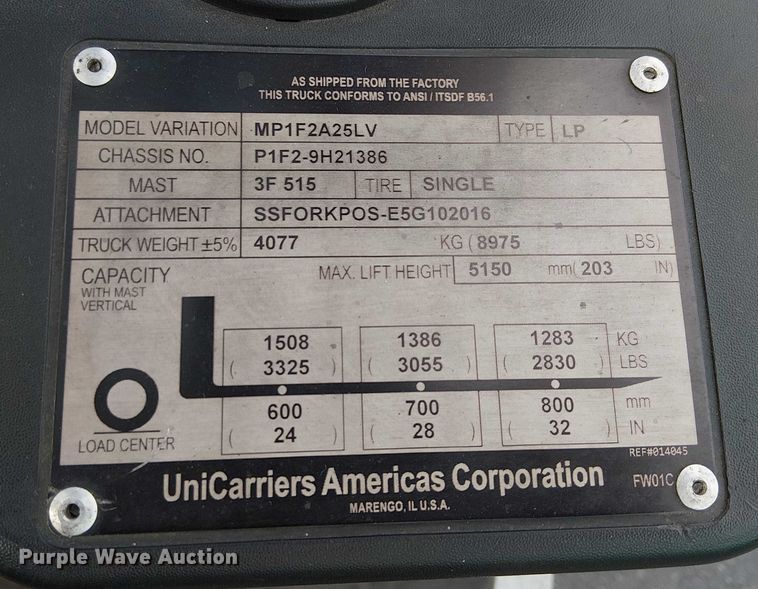 AS SHIPPED FROM THE FACTORY
THIS TRUCK CONFORMS TO ANSI / ITSDF B56.1
MODEL VARIATION MP1F2A25LV TYPE LP
CHASSIS NO. P1F2-9H21386
MAST 3F 515 TIRE SINGLE
ATTACHMENT SSFORKPOS-E5G102016
TRUCK WEIGHT ±5% 4077 KG ( 8975 LBS)
CAPACITY MAX. LIFT HEIGHT 5150 mm( 203 IN)
WITH MAST
VERTICAL
1508 1386 1283 KG
( 3325 ) ( 3055 ) ( 2830 ) LBS
600 700 800 mm
( 24 ) ( 28 ) ( 32 ) IN
LOAD CENTER
REF#014045
UniCarriers Americas Corporation FW01C
MARENGO, IL U.S.A.
Purple Wave Auction